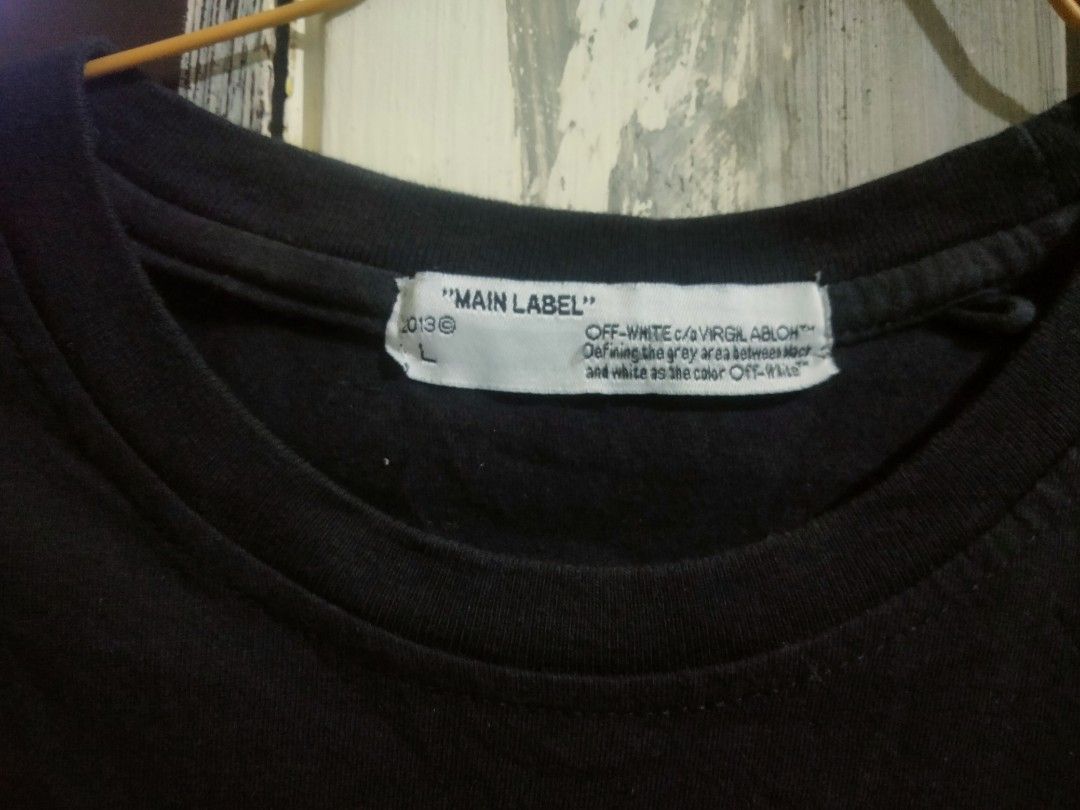 "MAIN LABEL"
2013©
L
OFF-WHITE c/o VIRGIL ABLOH™
Defining the grey area between black
and white as the color Off-White™